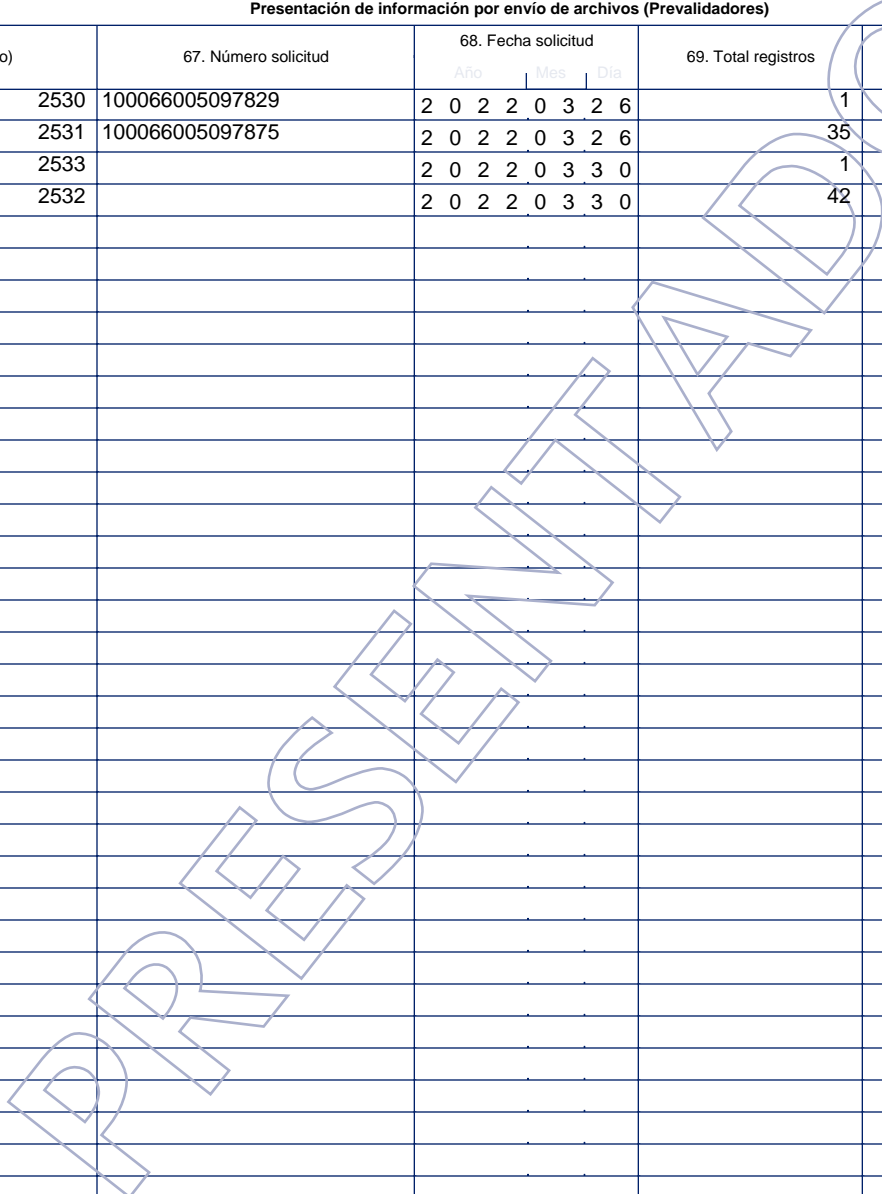 Presentación de información por envío de archivos (Prevalidadores)
o) 67. Número solicitud 68. Fecha solicitud 69. Total registros
Año Mes Día
2530 100066005097829 2 0 2 2 0 3 2 6 1
2531 100066005097875 2 0 2 2 0 3 2 6 35
2533 2 0 2 2 0 3 3 0 1
2532 2 0 2 2 0 3 3 0 42
PRESENTADO